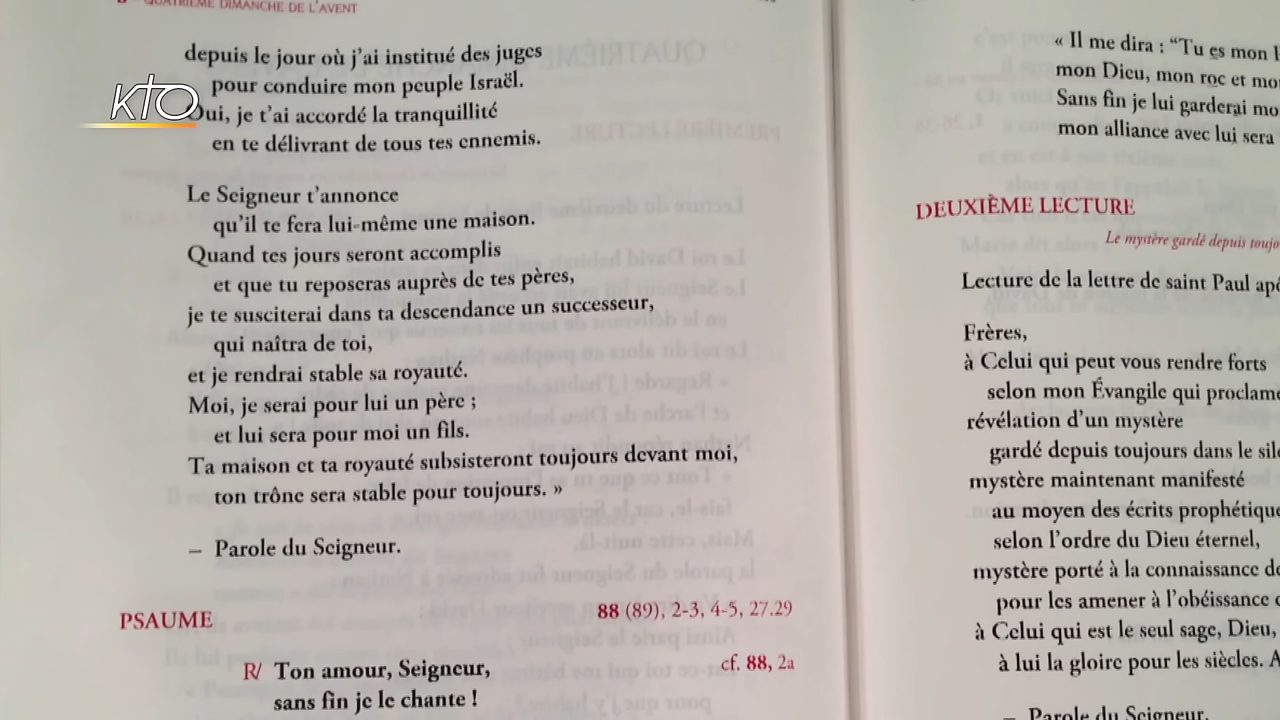 QUATRIÈME DIMANCHE DE L'AVENT
depuis le jour où j'ai institué des juges
pour conduire mon peuple Israël.
kto
Oui, je t'ai accordé la tranquillité
en te délivrant de tous tes ennemis.
Le Seigneur t'annonce
qu'il te fera lui-même une maison.
Quand tes jours seront accomplis
et que tu reposeras auprès de tes pères,
je te susciterai dans ta descendance un successeur,
qui naîtra de toi,
et je rendrai stable sa royauté.
Moi, je serai pour lui un père ;
et lui sera pour moi un fils.
Ta maison et ta royauté subsisteront toujours devant moi,
ton trône sera stable pour toujours. »
– Parole du Seigneur.
PSAUME 88 (89), 2-3, 4-5, 27.29
R/ Ton amour, Seigneur, cf. 88, 2a
sans fin je le chante !
« Il me dira : “Tu es mon
mon Dieu, mon roc et mo
Sans fin je lui garderai mo
mon alliance avec lui sera
DEUXIÈME LECTURE
Le mystère gardé depuis toujo
Lecture de la lettre de saint Paul apô
Frères,
à Celui qui peut vous rendre forts
selon mon Évangile qui proclame
révélation d'un mystère
gardé depuis toujours dans le sile
mystère maintenant manifesté
au moyen des écrits prophétique
selon l'ordre du Dieu éternel,
mystère porté à la connaissance de
pour les amener à l'obéissance
à Celui qui est le seul sage, Dieu,
à lui la gloire pour les siècles. A
– Parole du Seigneur.